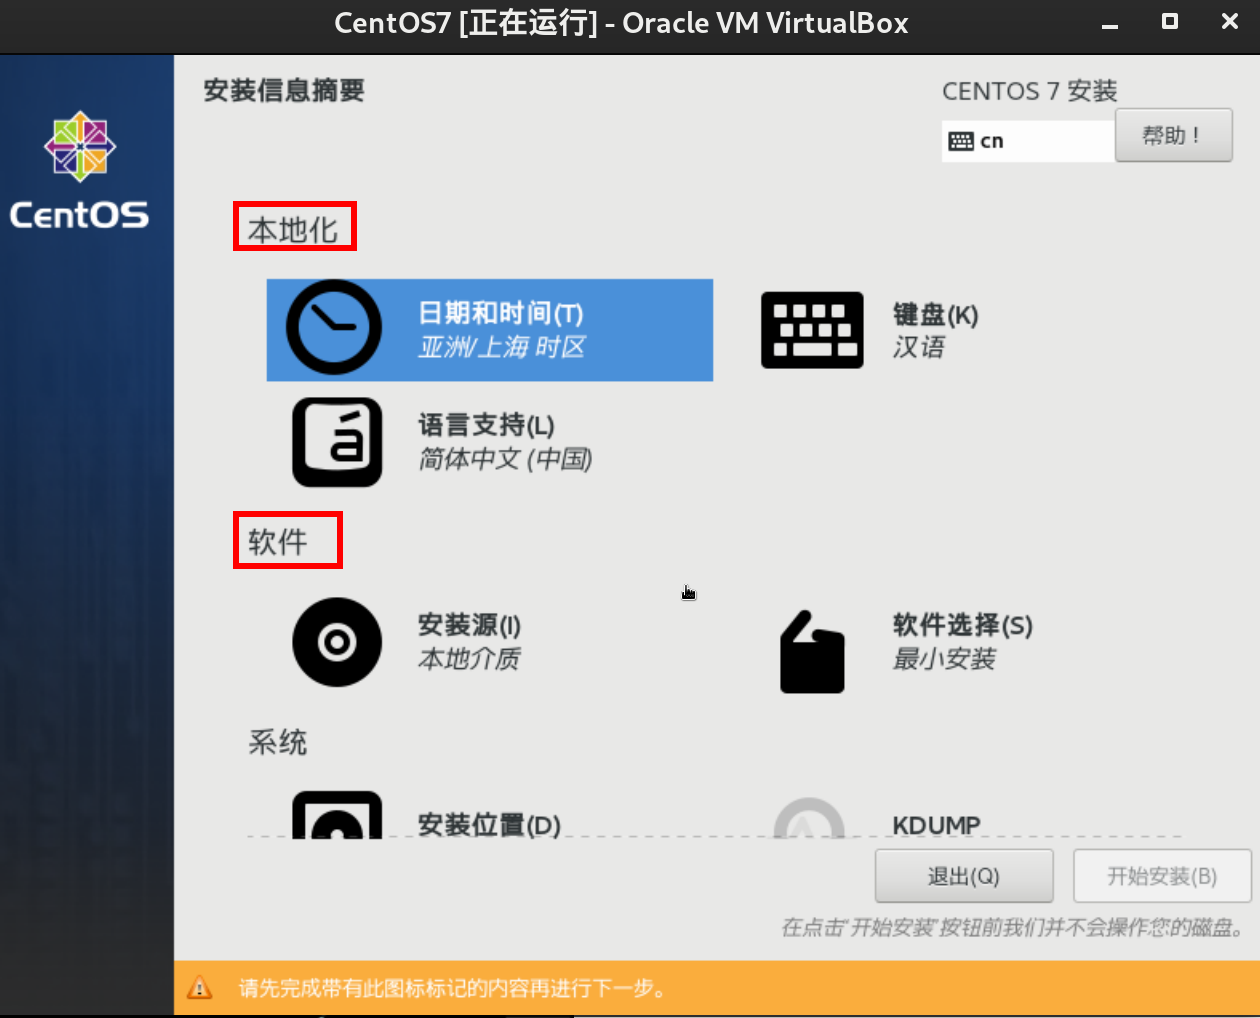 CentOS7 [正在运行] - Oracle VM VirtualBox
安装信息摘要
CENTOS 7 安装
cn
帮助！
CentOS
本地化
日期和时间(T)
亚洲/上海 时区
键盘(K)
汉语
á
语言支持(L)
简体中文 (中国)
软件
安装源(I)
本地介质
软件选择(S)
最小安装
系统
安装位置(D)
KDUMP
退出(Q)
开始安装(B)
在点击“开始安装”按钮前我们并不会操作您的磁盘。
请先完成带有此图标标记的内容再进行下一步。